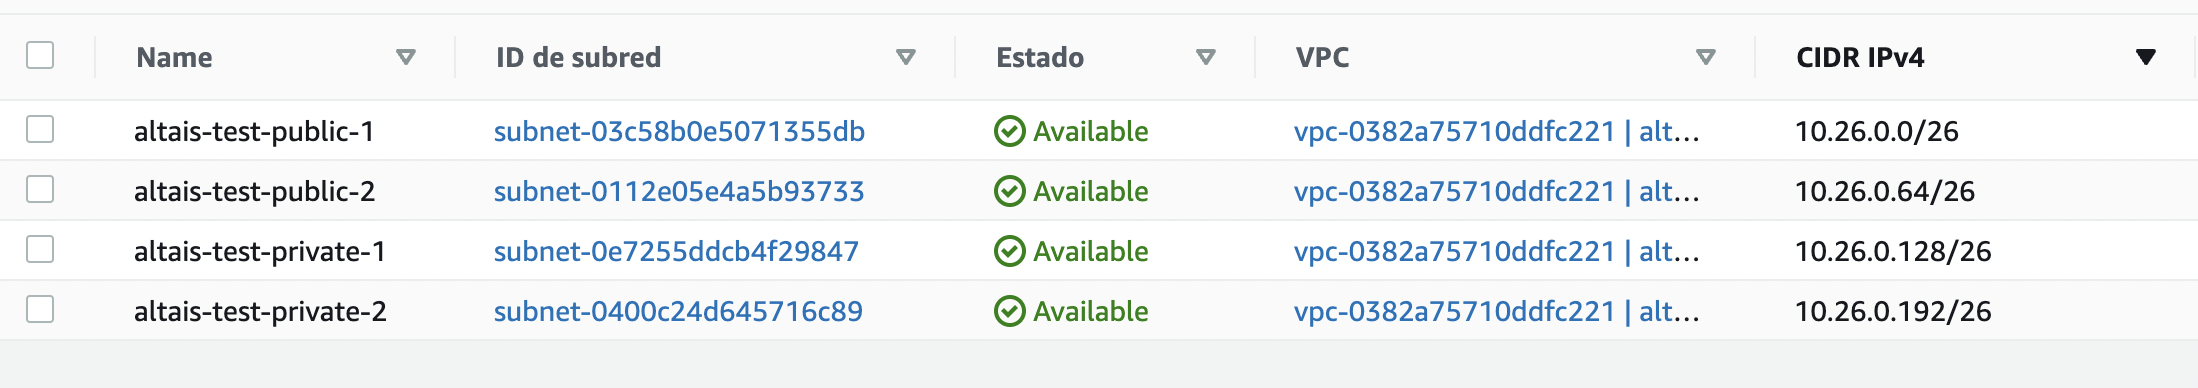 Name ID de subred Estado VPC CIDR IPv4
altais-test-public-1 subnet-03c58b0e5071355db Available vpc-0382a75710ddfc221 | alt... 10.26.0.0/26
altais-test-public-2 subnet-0112e05e4a5b93733 Available vpc-0382a75710ddfc221 | alt... 10.26.0.64/26
altais-test-private-1 subnet-0e7255ddcb4f29847 Available vpc-0382a75710ddfc221 | alt... 10.26.0.128/26
altais-test-private-2 subnet-0400c24d645716c89 Available vpc-0382a75710ddfc221 | alt... 10.26.0.192/26